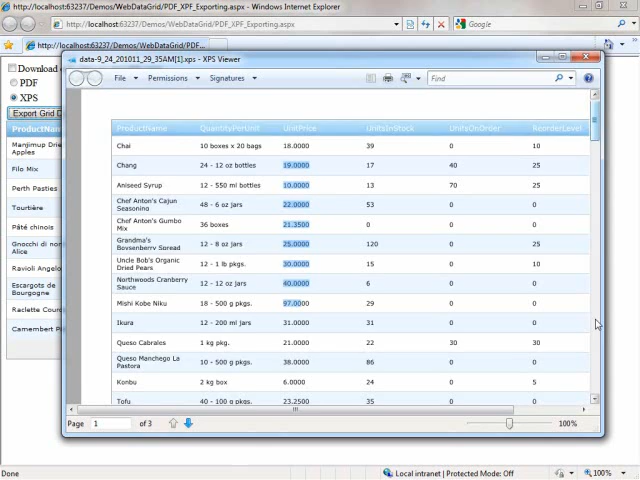 http://localhost:63237/Demos/WebDataGrid/PDF_XPF_Exporting.aspx - Windows Internet Explorer
http://localhost:63237/Demos/WebDataGrid/PDF_XPF_Exporting.aspx
Google
http://localhost:63237/Demos/WebDataGrid/PDF...
Download
PDF
XPS
Export Grid D
ProductNam
Manjimup Drie
Apples
Filo Mix
Perth Pasties
Tourtière
Pâté chinois
Gnocchi di non
Alice
Ravioli Angelo
Escargots de
Bourgogne
Raclette Courd
Camembert Pi
data-9_24_201011_29_35AM[1].xps - XPS Viewer
File Permissions Signatures Find
ProductName QuantityPerUnit UnitPrice UnitsInStock UnitsOnOrder ReorderLevel
Chai 10 boxes x 20 bags 18.0000 39 0 10
Chang 24 - 12 oz bottles 19.0000 17 40 25
Aniseed Syrup 12 - 550 ml bottles 10.0000 13 70 25
Chef Anton's Cajun
Seasoning 48 - 6 oz jars 22.0000 53 0 0
Chef Anton's Gumbo
Mix 36 boxes 21.3500 0 0 0
Grandma's
Boysenberry Spread 12 - 8 oz jars 25.0000 120 0 25
Uncle Bob's Organic
Dried Pears 12 - 1 lb pkgs. 30.0000 15 0 10
Northwoods Cranberry
Sauce 12 - 12 oz jars 40.0000 6 0 0
Mishi Kobe Niku 18 - 500 g pkgs. 97.0000 29 0 0
Ikura 12 - 200 ml jars 31.0000 31 0 0
Queso Cabrales 1 kg pkg. 21.0000 22 30 30
Queso Manchego La
Pastora 10 - 500 g pkgs. 38.0000 86 0 0
Konbu 2 kg box 6.0000 24 0 5
Tofu 40 - 100 g pkgs. 23.2500 35 0 0
Page 1 of 3 100%
Done Local intranet | Protected Mode: Off 100%